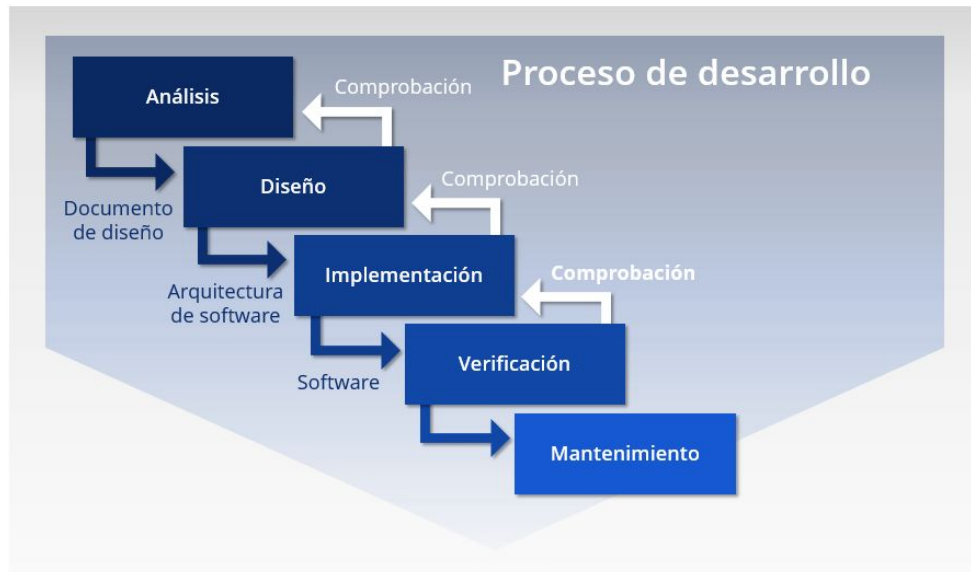 Proceso de desarrollo
Análisis
Comprobación
Diseño
Comprobación
Documento
de diseño
Implementación
Comprobación
Arquitectura
de software
Verificación
Software
Mantenimiento